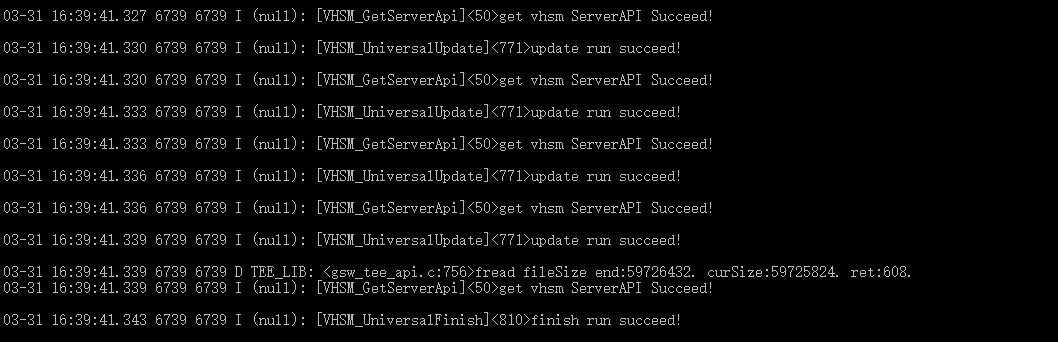 03-31 16:39:41.327 6739 6739 I (null): [VHSM_GetServerApi]<50>get vhsm ServerAPI Succeed!
03-31 16:39:41.330 6739 6739 I (null): [VHSM_UniversalUpdate]<771>update run succeed!
03-31 16:39:41.330 6739 6739 I (null): [VHSM_GetServerApi]<50>get vhsm ServerAPI Succeed!
03-31 16:39:41.333 6739 6739 I (null): [VHSM_UniversalUpdate]<771>update run succeed!
03-31 16:39:41.333 6739 6739 I (null): [VHSM_GetServerApi]<50>get vhsm ServerAPI Succeed!
03-31 16:39:41.336 6739 6739 I (null): [VHSM_UniversalUpdate]<771>update run succeed!
03-31 16:39:41.336 6739 6739 I (null): [VHSM_GetServerApi]<50>get vhsm ServerAPI Succeed!
03-31 16:39:41.339 6739 6739 I (null): [VHSM_UniversalUpdate]<771>update run succeed!
03-31 16:39:41.339 6739 6739 D TEE_LIB: <gsw_tee_api.c:756>fread fileSize end:59726432. curSize:59725824. ret:608.
03-31 16:39:41.339 6739 6739 I (null): [VHSM_GetServerApi]<50>get vhsm ServerAPI Succeed!
03-31 16:39:41.343 6739 6739 I (null): [VHSM_UniversalFinish]<810>finish run succeed!